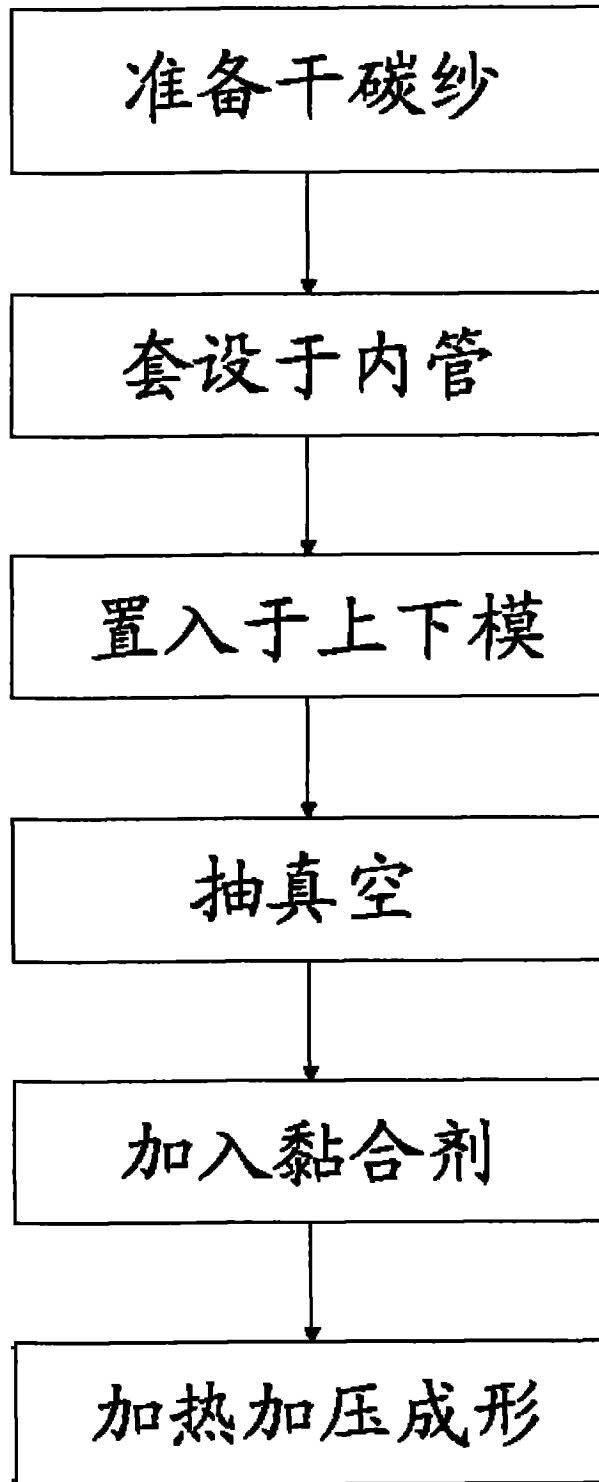 准备干碳纱
套设于内管
置入于上下模
抽真空
加入黏合剂
加热加压成形